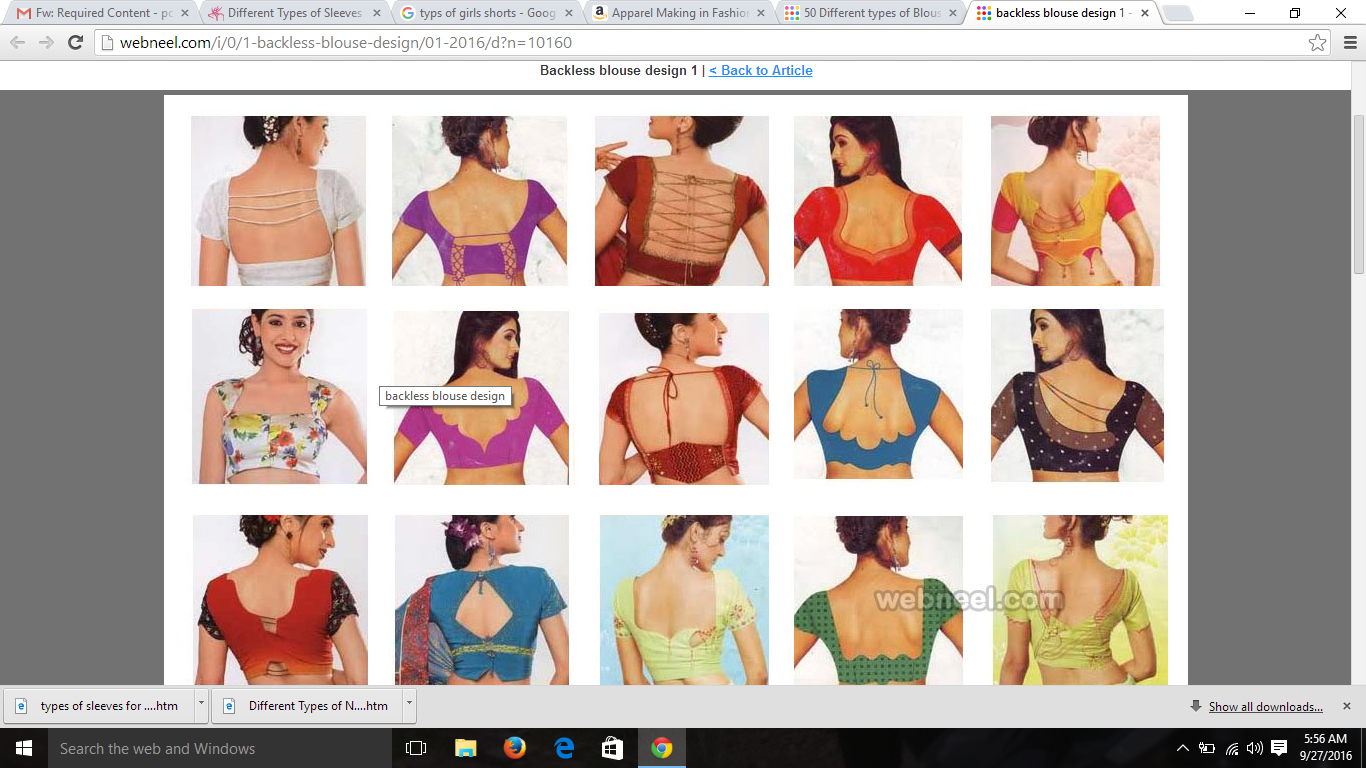 Fw: Required Content - po
Different Types of Sleeves
typs of girls shorts - Goog
Apparel Making in Fashion
50 Different types of Blous
backless blouse design 1 -
webneel.com/i/0/1-backless-blouse-design/01-2016/d?n=10160
Backless blouse design 1 | < Back to Article
backless blouse design
webneel.com
types of sleeves for ....htm
Different Types of N....htm
Show all downloads...
Search the web and Windows
5:56 AM
9/27/2016